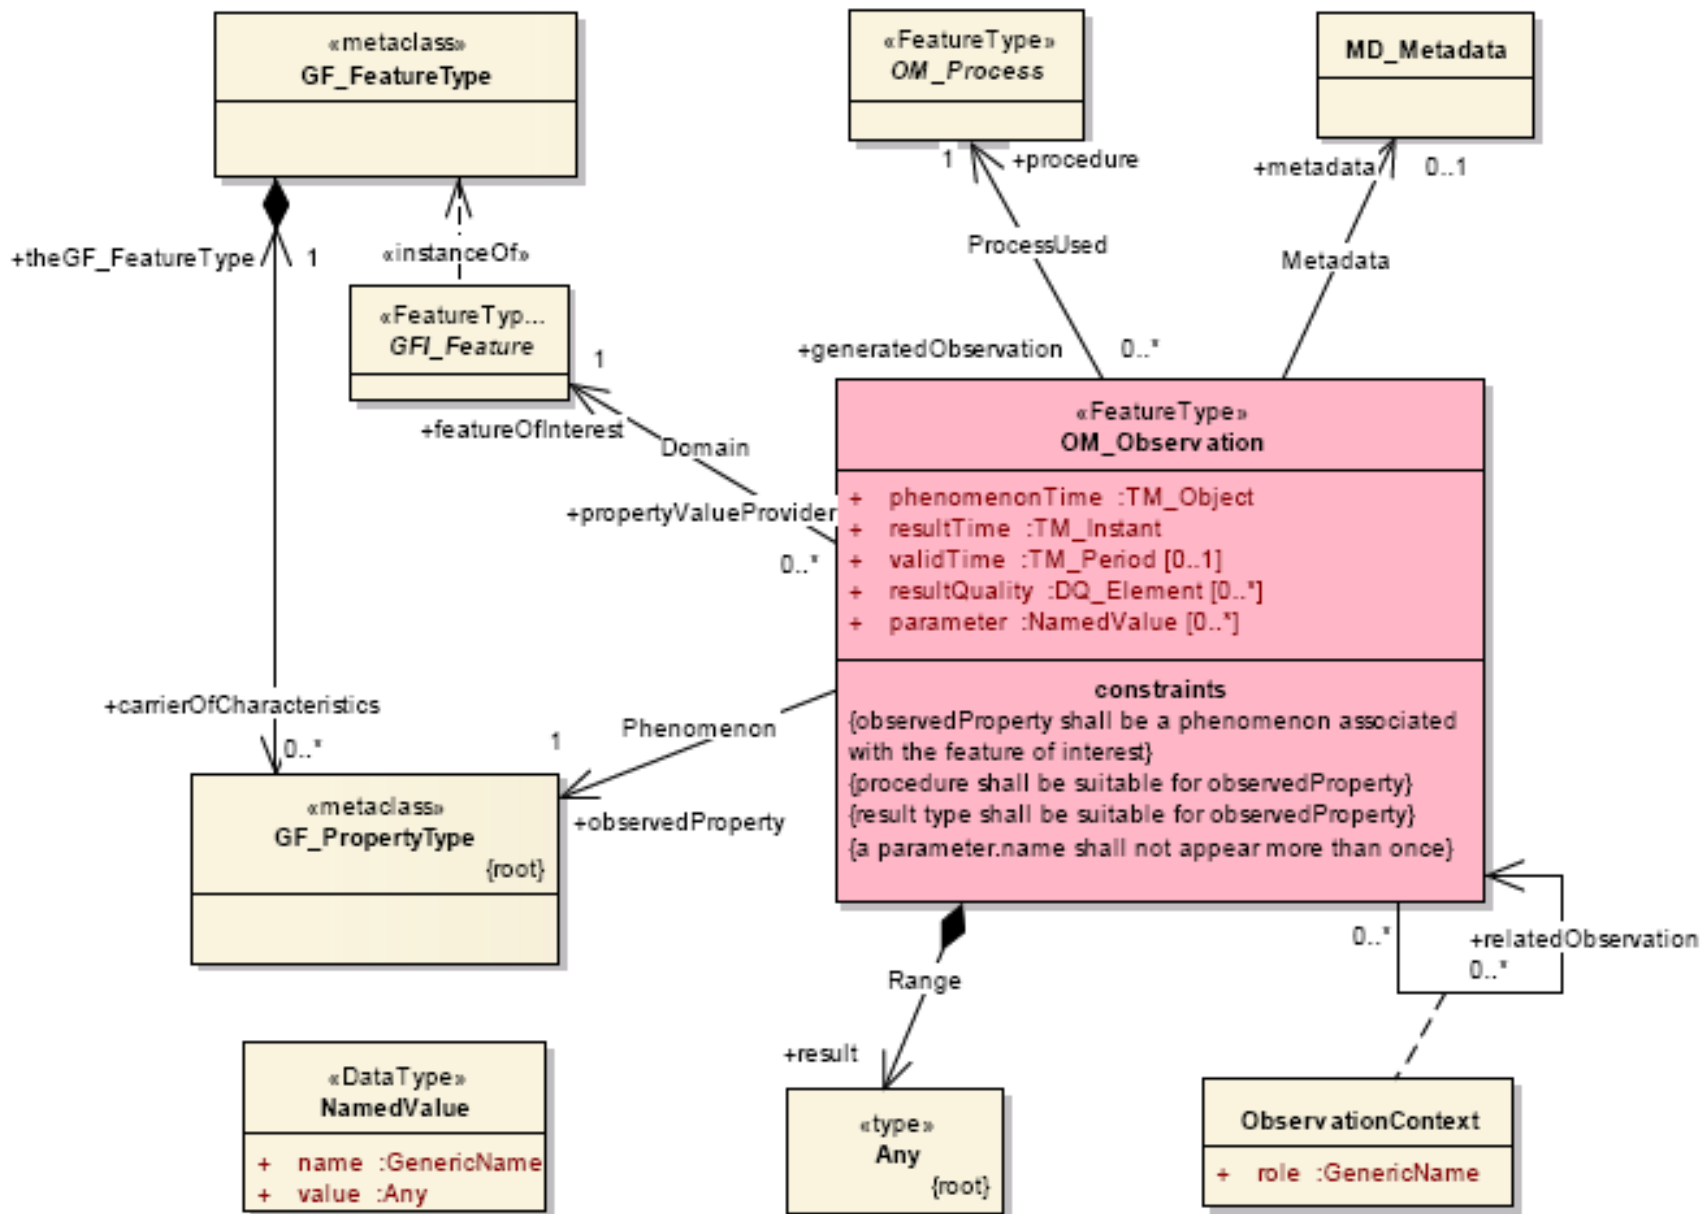 «metaclass»
GF_FeatureType
«FeatureType»
OM_Process
MD_Metadata
1
+procedure
+metadata
0..1
+theGF_FeatureType
1
«instanceOf»
ProcessUsed
Metadata
«FeatureTyp...
GFI_Feature
1
+generatedObservation
0..*
+featureOfInterest
Domain
+propertyValueProvider
0..*
«FeatureType»
OM_Observation
+ phenomenonTime :TM_Object
+ resultTime :TM_Instant
+ validTime :TM_Period [0..1]
+ resultQuality :DQ_Element [0..*]
+ parameter :NamedValue [0..*]
constraints
{observedProperty shall be a phenomenon associated
with the feature of interest}
{procedure shall be suitable for observedProperty}
{result type shall be suitable for observedProperty}
{a parameter.name shall not appear more than once}
+carrierOfCharacteristics
0..*
Phenomenon
1
+observedProperty
«metaclass»
GF_PropertyType
{root}
0..*
+relatedObservation
0..*
Range
+result
«DataType»
NamedValue
+ name :GenericName
+ value :Any
«type»
Any
{root}
ObservationContext
+ role :GenericName